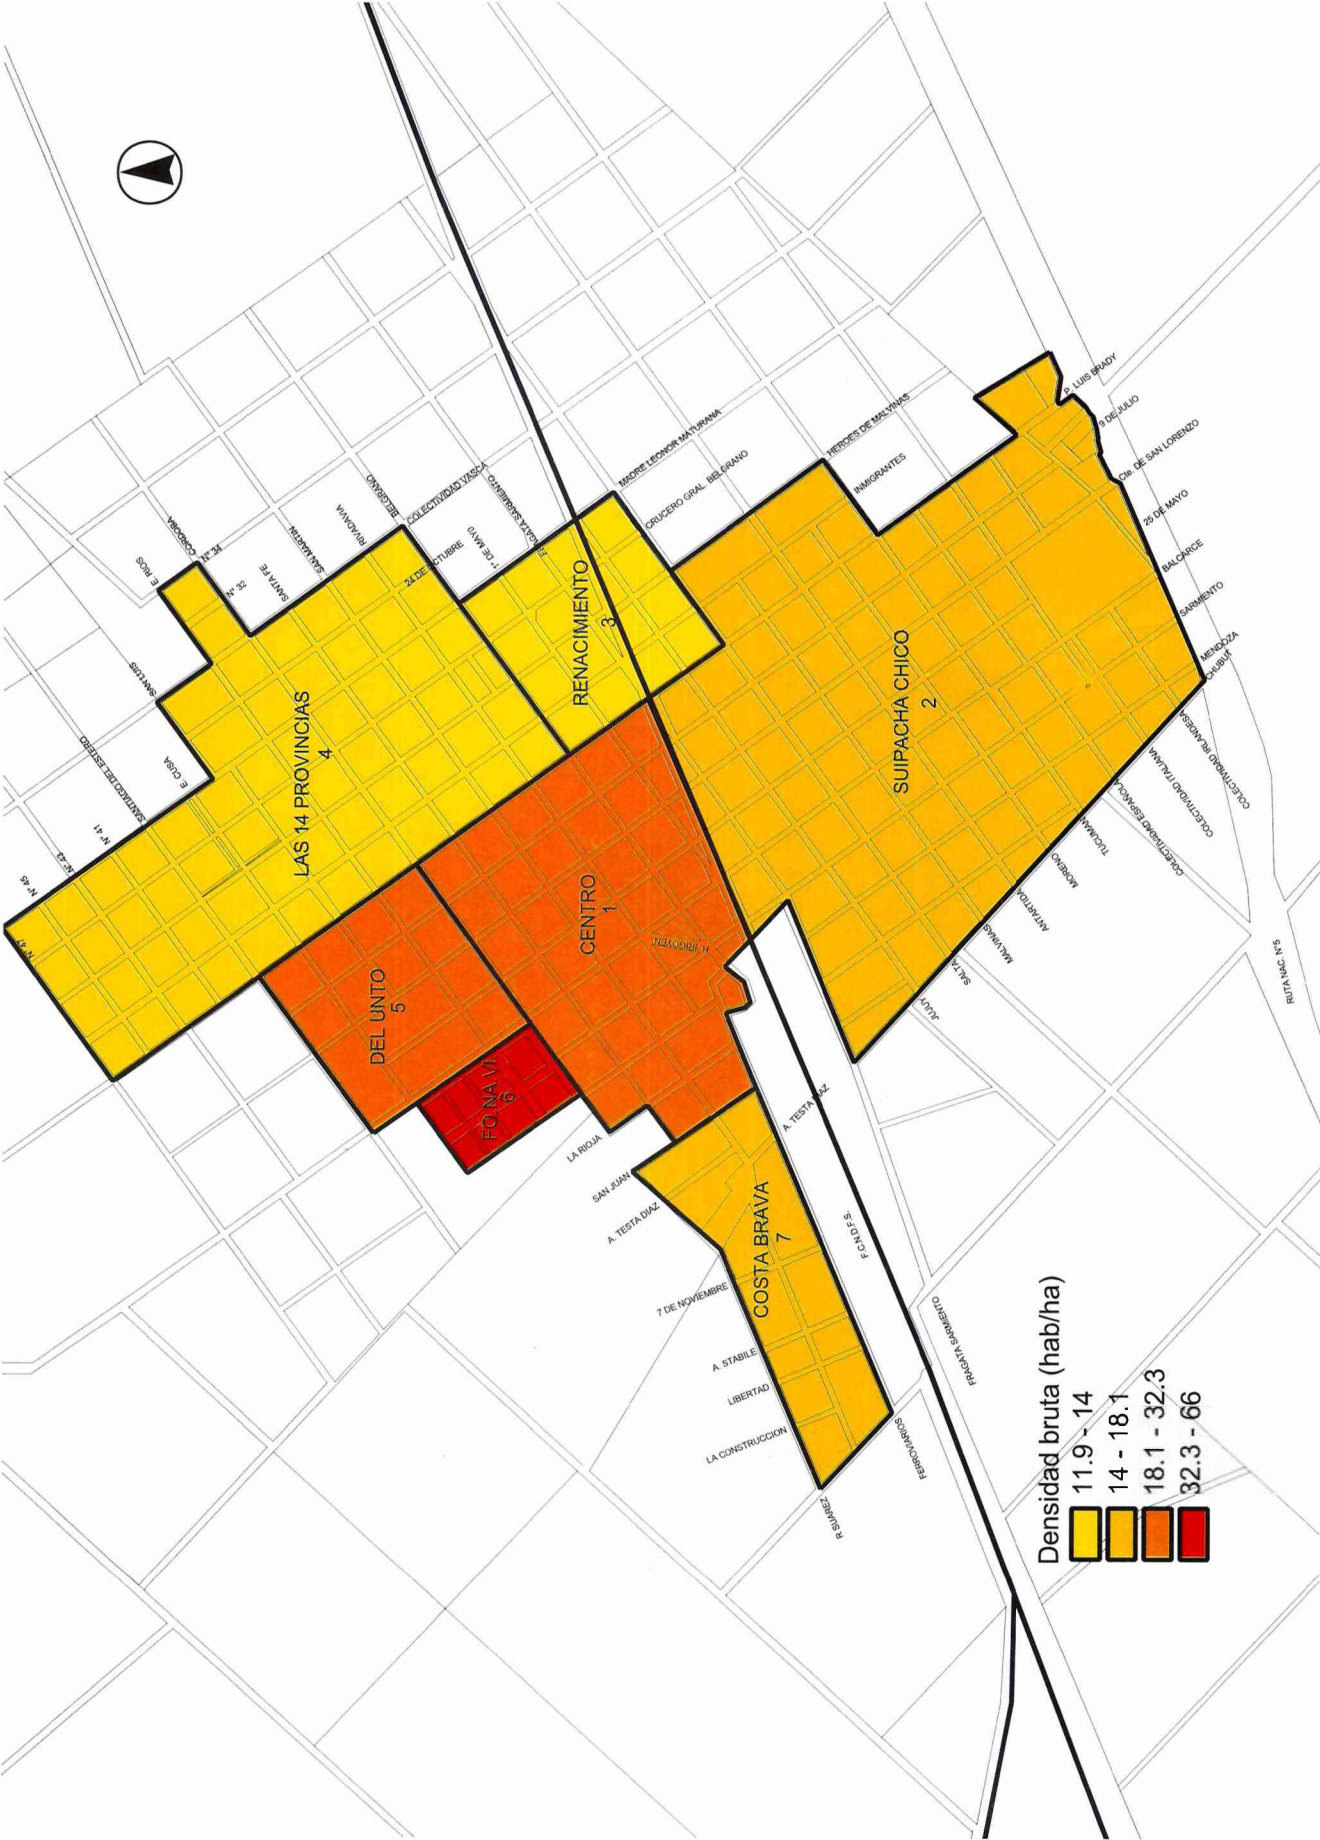 E. RIOS
CORDOBA
N° 34
N° 32
SANTA FE
SAN MARTIN
RIVADAVIA
BELGRANO
COLECTIVIDAD VASCA
24 DE OCTUBRE
1° DE MAYO
FRAGATA SARMIENTO
MADRE LEONOR MATURANA
CRUCERO GRAL. BELGRANO
HEROES DE MALVINAS
INMIGRANTES
P. LUIS BRADY
9 DE JULIO
Cte. DE SAN LORENZO
25 DE MAYO
BALCARCE
SARMIENTO
MENDOZA
CHUBUT
COLECTIVIDAD IRLANDESA
COLECTIVIDAD ITALIANA
COLECTIVIDAD ESPAÑOLA
TUCUMAN
MORENO
ANTARTIDA
MALVINAS
SALTA
JUJUY
RUTA NAC. N°5
SAN LUIS
E. CUSA
SANTIAGO DEL ESTERO
N° 41
N° 43
N° 45
N° 47
LAS 14 PROVINCIAS
4
RENACIMIENTO
3
SUIPACHA CHICO
2
CENTRO
1
H. IRIGOYEN
DEL UNTO
5
FO.NA.VI.
6
COSTA BRAVA
7
LA RIOJA
SAN JUAN
A. TESTA DIAZ
A. TESTA DIAZ
7 DE NOVIEMBRE
A. STABILE
LIBERTAD
LA CONSTRUCCION
R SUAREZ
FERROVIARIOS
F.C.N.D.F.S.
FRAGATA SARMIENTO
Densidad bruta (hab/ha)
11.9 - 14
14 - 18.1
18.1 - 32.3
32.3 - 66